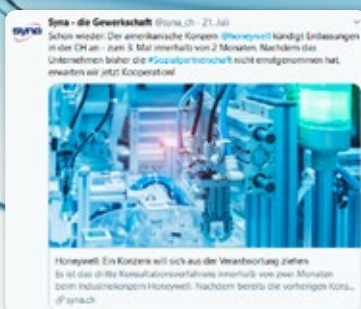 syna
Syna - die Gewerkschaft @syna_ch · 21. Juli
Schon wieder: Der amerikanische Konzern @honeywell kündigt Entlassungen
in der CH an - zum 3. Mal innerhalb von 2 Monaten. Nachdem das
Unternehmen bisher die #Sozialpartnerschaft nicht ernstgenommen hat,
erwarten wir jetzt Kooperation!
Honeywell: Ein Konzern will sich aus der Verantwortung ziehen
Es ist das dritte Konsultationsverfahren innerhalb von zwei Monaten
beim Industriekonzern Honeywell. Nachdem bereits die vorherigen Kons...
syna.ch